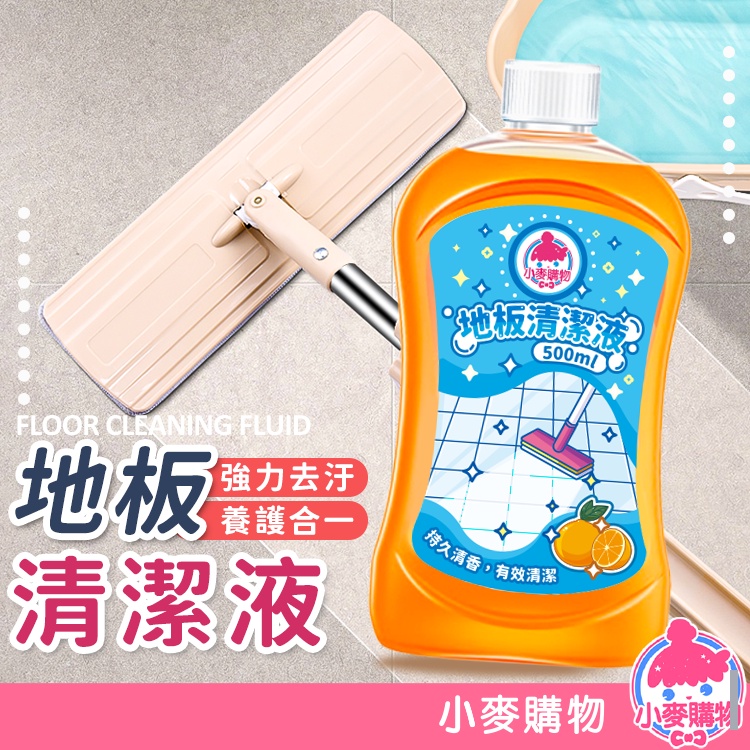 小麥購物
地板清潔液
500ml
持久清香，有效清潔
FLOOR CLEANING FLUID
地板
強力去汙
養護合一
清潔液
小麥購物
小麥購物